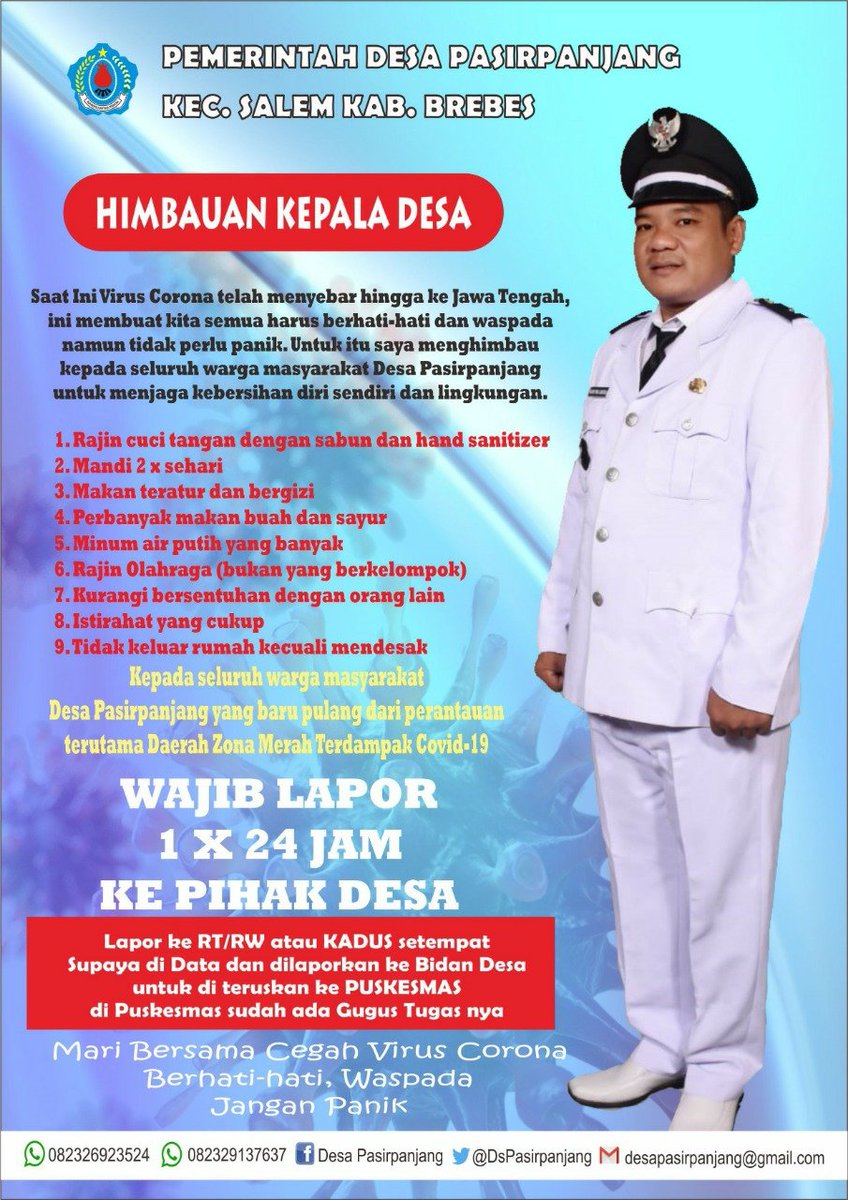 PEMERINTAH DESA PASIRPANJANG
KEC. SALEM KAB. BREBES
HIMBAUAN KEPALA DESA
Saat Ini Virus Corona telah menyebar hingga ke Jawa Tengah,
ini membuat kita semua harus berhati-hati dan waspada
namun tidak perlu panik. Untuk itu saya menghimbau
kepada seluruh warga masyarakat Desa Pasirpanjang
untuk menjaga kebersihan diri sendiri dan lingkungan.
1. Rajin cuci tangan dengan sabun dan hand sanitizer
2. Mandi 2 x sehari
3. Makan teratur dan bergizi
4. Perbanyak makan buah dan sayur
5. Minum air putih yang banyak
6. Rajin Olahraga (bukan yang berkelompok)
7. Kurangi bersentuhan dengan orang lain
8. Istirahat yang cukup
9. Tidak keluar rumah kecuali mendesak
Kepada seluruh warga masyarakat
Desa Pasirpanjang yang baru pulang dari perantauan
terutama Daerah Zona Merah Terdampak Covid-19
WAJIB LAPOR
1 X 24 JAM
KE PIHAK DESA
Lapor ke RT/RW atau KADUS setempat
Supaya di Data dan dilaporkan ke Bidan Desa
untuk di teruskan ke PUSKESMAS
di Puskesmas sudah ada Gugus Tugas nya
Mari Bersama Cegah Virus Corona
Berhati-hati, Waspada
Jangan Panik
082326923524 082329137637 Desa Pasirpanjang @DsPasirpanjang desapasirpanjang@gmail.com